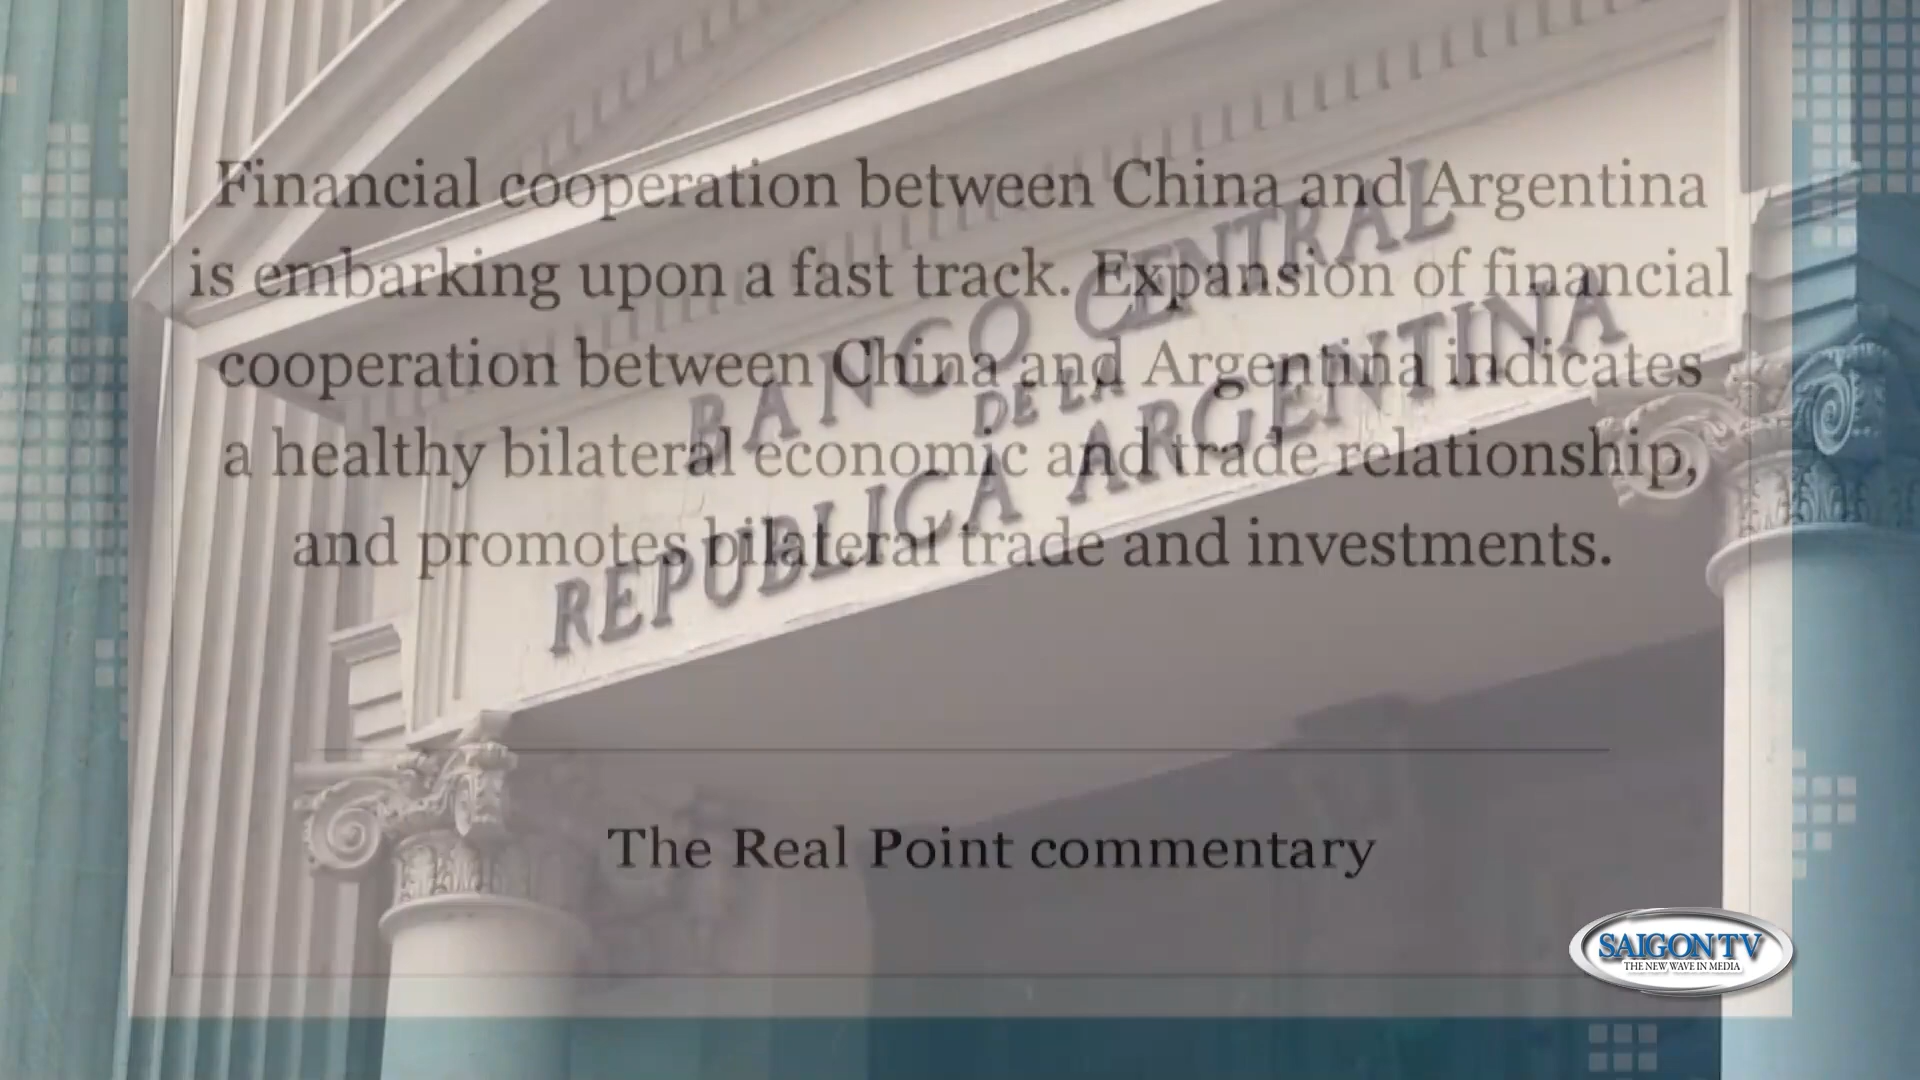 Financial cooperation between China and Argentina
is embarking upon a fast track. Expansion of financial
cooperation between China and Argentina indicates
a healthy bilateral economic and trade relationship,
and promotes bilateral trade and investments.
BANCO CENTRAL
DE LA
REPUBLICA ARGENTINA
The Real Point commentary
SAIGON TV
THE NEW WAVE IN MEDIA